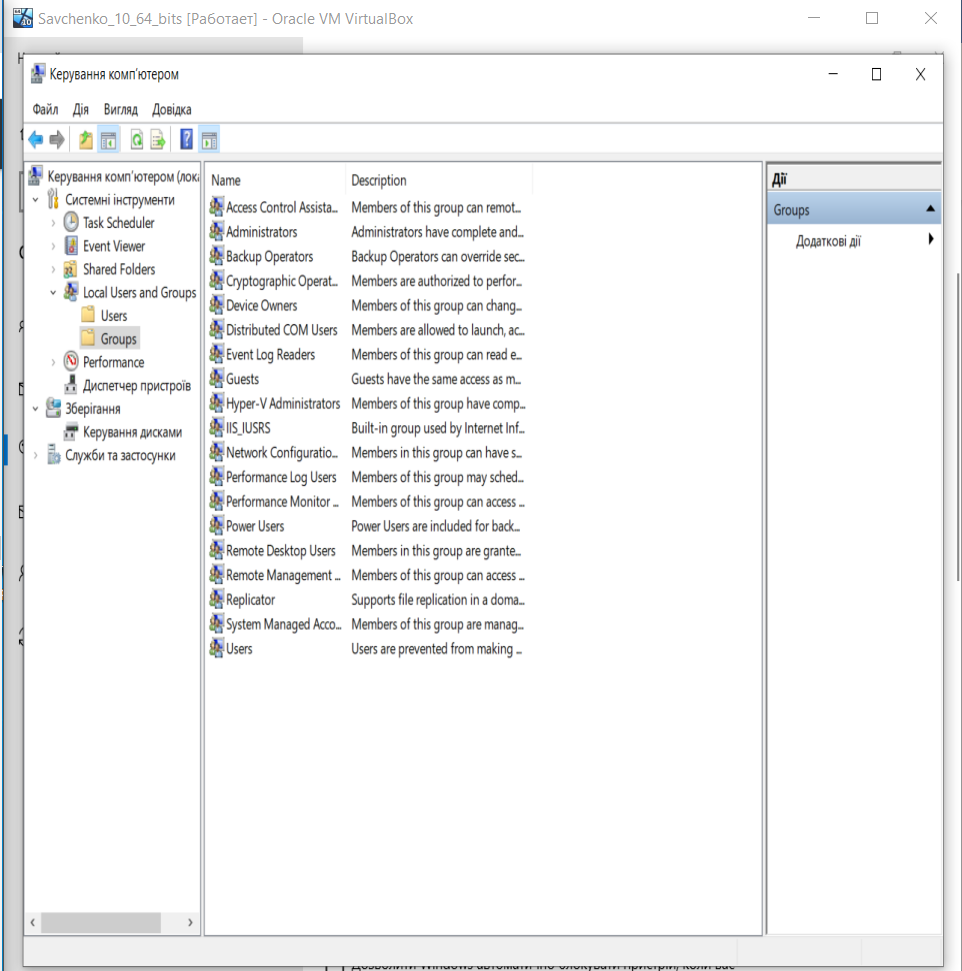 Savchenko_10_64_bits [Работает] - Oracle VM VirtualBox
Керування комп'ютером
Файл Дія Вигляд Довідка
Керування комп'ютером (лока
Системні інструменти
Task Scheduler
Event Viewer
Shared Folders
Local Users and Groups
Users
Groups
Performance
Диспетчер пристроїв
Зберігання
Керування дисками
Служби та застосунки
Name Description
Access Control Assista... Members of this group can remot...
Administrators Administrators have complete and...
Backup Operators Backup Operators can override sec...
Cryptographic Operat... Members are authorized to perfor...
Device Owners Members of this group can chang...
Distributed COM Users Members are allowed to launch, ac...
Event Log Readers Members of this group can read e...
Guests Guests have the same access as m...
Hyper-V Administrators Members of this group have comp...
IIS_IUSRS Built-in group used by Internet Inf...
Network Configuratio... Members in this group can have s...
Performance Log Users Members of this group may sched...
Performance Monitor ... Members of this group can access ...
Power Users Power Users are included for back...
Remote Desktop Users Members in this group are grante...
Remote Management ... Members of this group can access ...
Replicator Supports file replication in a doma...
System Managed Acco... Members of this group are manag...
Users Users are prevented from making ...
Дії
Groups
Додаткові дії
Дозволити Windows автоматично блокувати пристрій, коли вас